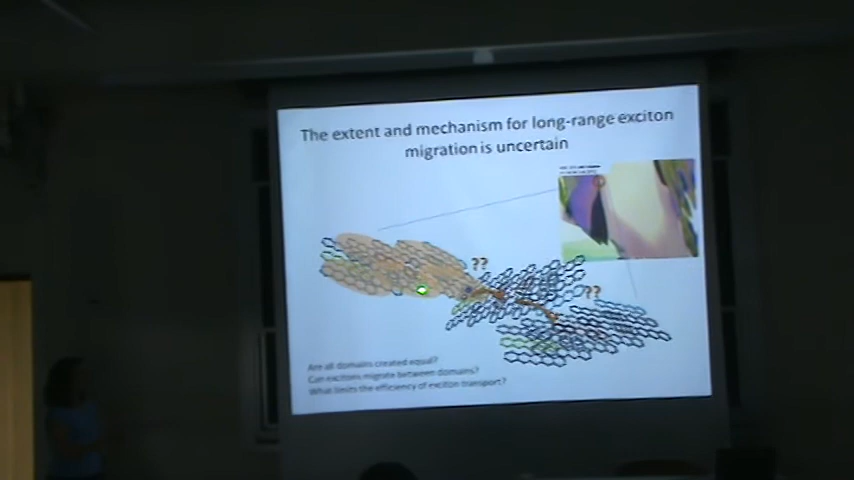 The extent and mechanism for long-range exciton
migration is uncertain
??
??
Are all domains created equal?
Can excitons migrate between domains?
What limits the efficiency of exciton transport?